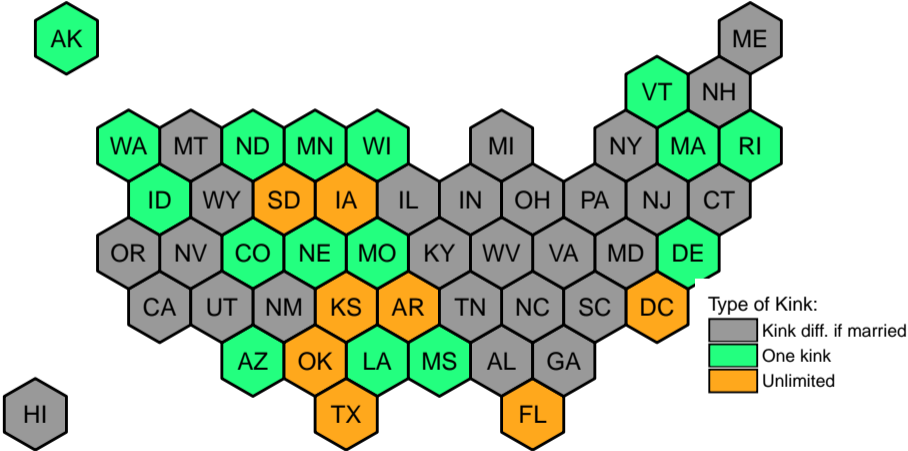 AK ME
VT NH
WA MT ND MN WI MI NY MA RI
ID WY SD IA IL IN OH PA NJ CT
OR NV CO NE MO KY WV VA MD DE
CA UT NM KS AR TN NC SC DC
AZ OK LA MS AL GA
HI TX FL
Type of Kink:
Kink diff. if married
One kink
Unlimited